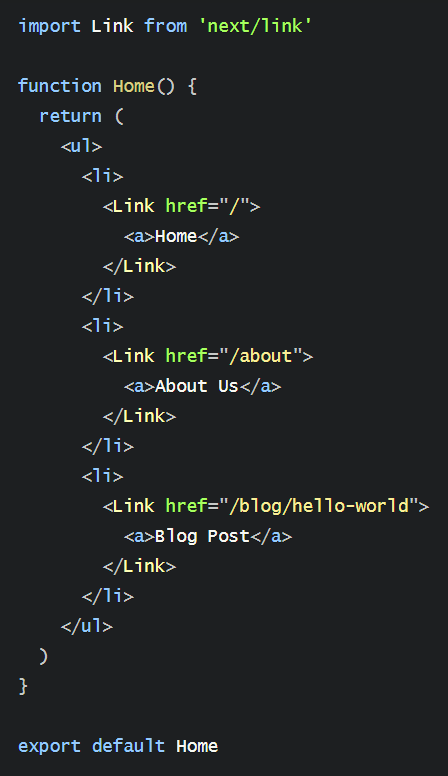 import Link from 'next/link'

function Home() {
  return (
    <ul>
      <li>
        <Link href="/">
          <a>Home</a>
        </Link>
      </li>
      <li>
        <Link href="/about">
          <a>About Us</a>
        </Link>
      </li>
      <li>
        <Link href="/blog/hello-world">
          <a>Blog Post</a>
        </Link>
      </li>
    </ul>
  )
}

export default Home